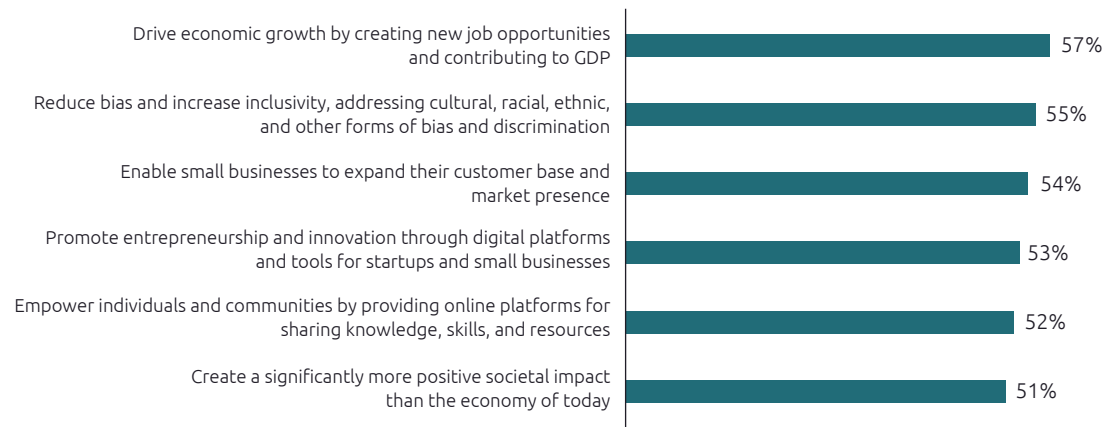 Drive economic growth by creating new job opportunities
and contributing to GDP
57%
Reduce bias and increase inclusivity, addressing cultural, racial, ethnic,
and other forms of bias and discrimination
55%
Enable small businesses to expand their customer base and
market presence
54%
Promote entrepreneurship and innovation through digital platforms
and tools for startups and small businesses
53%
Empower individuals and communities by providing online platforms for
sharing knowledge, skills, and resources
52%
Create a significantly more positive societal impact
than the economy of today
51%